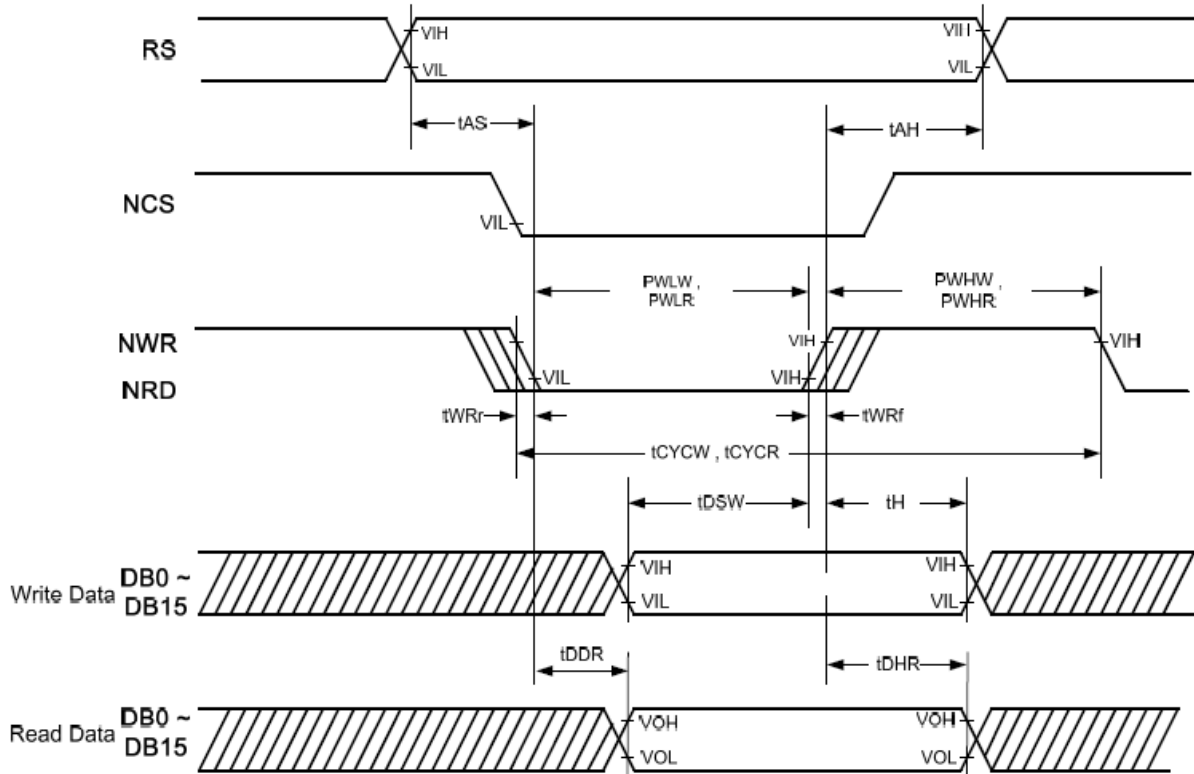 RS
VIH
VIL
VIH
VIL
tAS
tAH
NCS
VIL
PWLW ,
PWLR
PWHW ,
PWHR
NWR
NRD
VIL
VIH
VIH
VIH
tWRr
tWRf
tCYCW , tCYCR
tDSW
tH
Write Data DB0 ~
DB15
VIH
VIL
VIH
VIL
tDDR
tDHR
Read Data DB0 ~
DB15
VOH
VOL
VOH
VOL